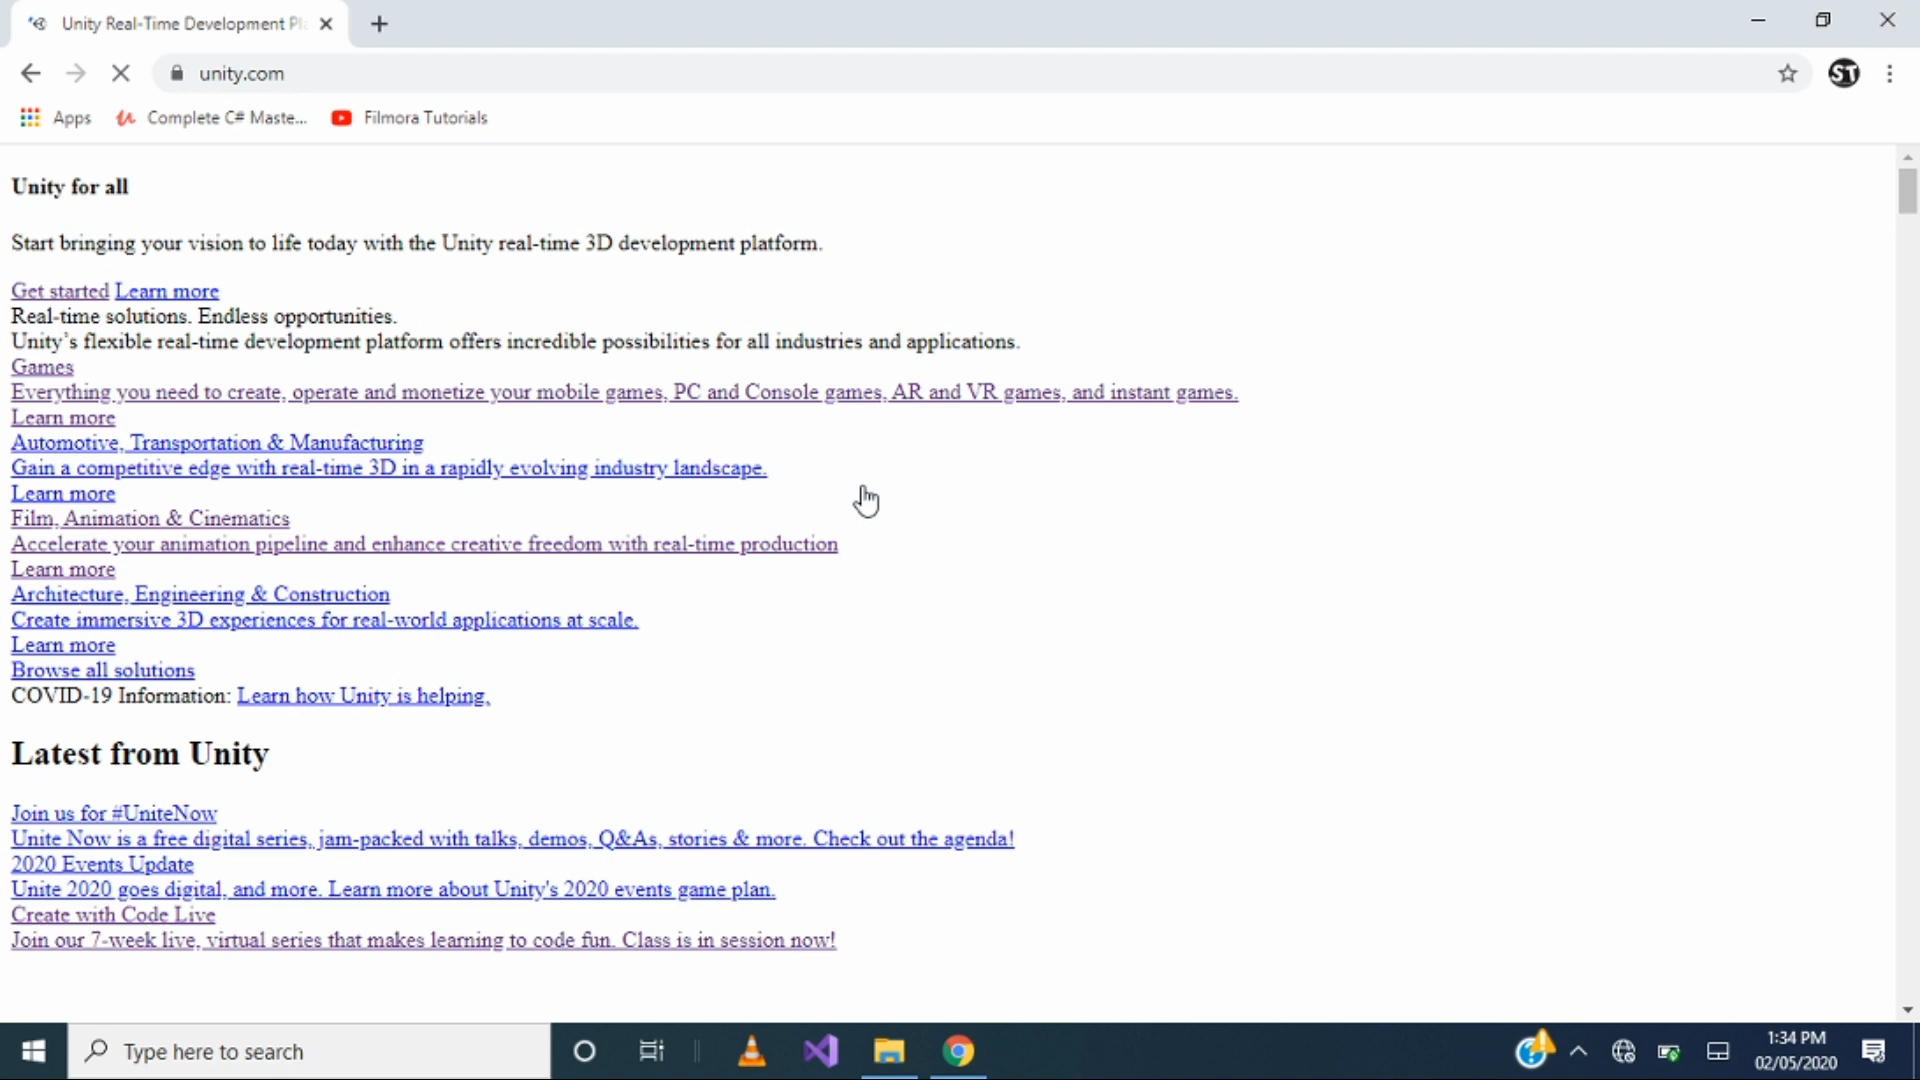 Unity Real-Time Development Pl
unity.com
ST
Apps
Complete C# Maste...
Filmora Tutorials
Unity for all
Start bringing your vision to life today with the Unity real-time 3D development platform.
Get started Learn more
Real-time solutions. Endless opportunities.
Unity's flexible real-time development platform offers incredible possibilities for all industries and applications.
Games
Everything you need to create, operate and monetize your mobile games, PC and Console games, AR and VR games, and instant games.
Learn more
Automotive, Transportation & Manufacturing
Gain a competitive edge with real-time 3D in a rapidly evolving industry landscape.
Learn more
Film, Animation & Cinematics
Accelerate your animation pipeline and enhance creative freedom with real-time production
Learn more
Architecture, Engineering & Construction
Create immersive 3D experiences for real-world applications at scale.
Learn more
Browse all solutions
COVID-19 Information: Learn how Unity is helping.
Latest from Unity
Join us for #UniteNow
Unite Now is a free digital series, jam-packed with talks, demos, Q&As, stories & more. Check out the agenda!
2020 Events Update
Unite 2020 goes digital, and more. Learn more about Unity's 2020 events game plan.
Create with Code Live
Join our 7-week live, virtual series that makes learning to code fun. Class is in session now!
Type here to search
1:34 PM
02/05/2020